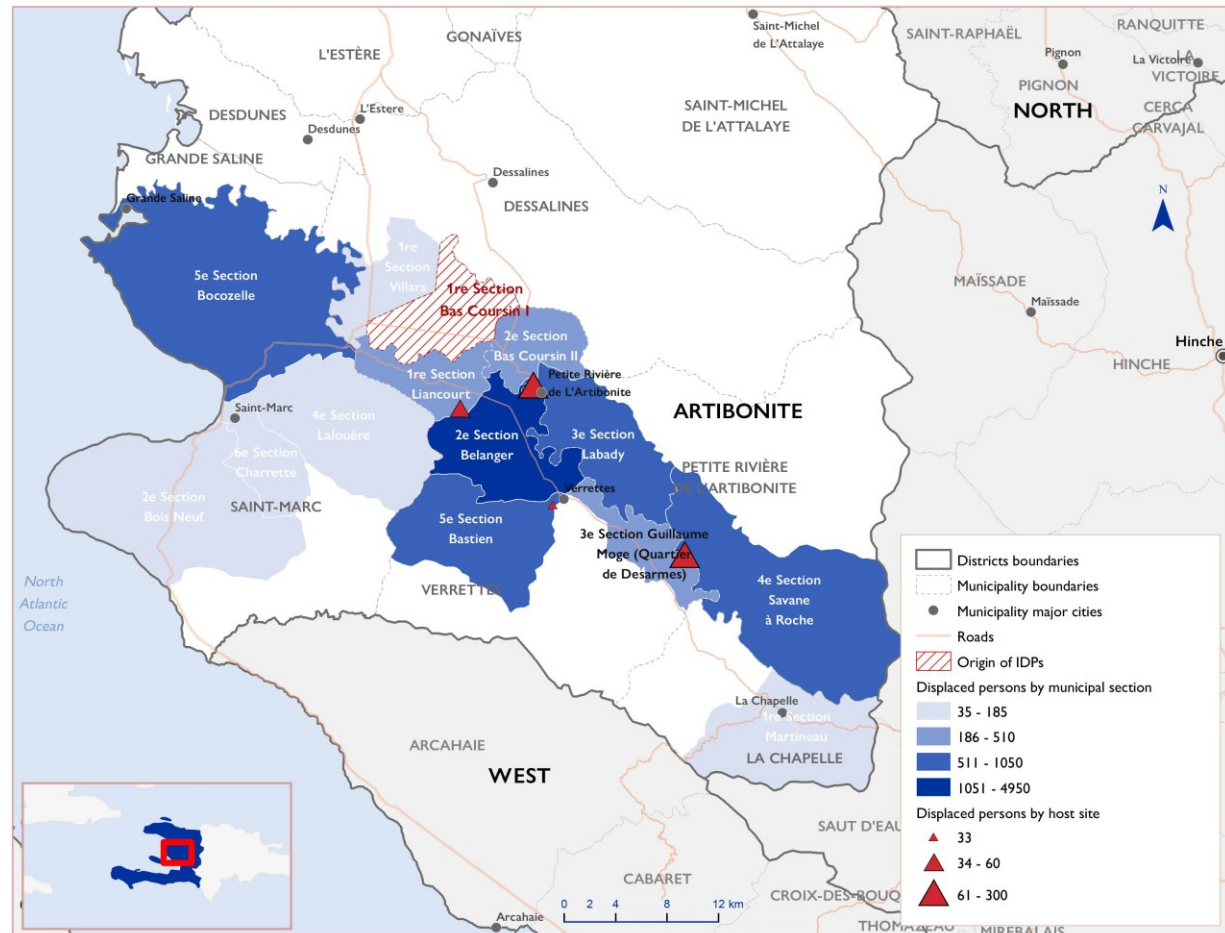 Saint-Michel
de L'Attalaye
SAINT-RAPHAËL
RANQUITTE
GONAÏVES
L'ESTÈRE
Pignon
La Victoire
LA
VICTOIRE
PIGNON
NORTH
CERCA
CARVAJAL
DESDUNES
L'Estere
Desdunes
SAINT-MICHEL
DE L'ATTALAYE
GRANDE SALINE
Dessalines
DESSALINES
Grande Saline
N
1re
Section
Villars
5e Section
Bocozelle
1re Section
Bas Coursin I
MAÏSSADE
Maïssade
2e Section
Bas Coursin II
Hinche
HINCHE
1re Section
Liancourt
Petite Rivière
de L'Artibonite
ARTIBONITE
Saint-Marc
4e Section
Lalouère
2e Section
Belanger
3e Section
Labady
6e Section
Charrette
PETITE RIVIÈRE
DE L'ARTIBONITE
2e Section
Bois Neuf
SAINT-MARC
Verrettes
5e Section
Bastien
3e Section Guillaume
Moge (Quartier
de Desarmes)
VERRETTES
4e Section
Savane
à Roche
North
Atlantic
Ocean
La Chapelle
1re Section
Martineau
LA CHAPELLE
ARCAHAIE
WEST
SAUT D'EAU
CABARET
CROIX-DES-BOUQ
THOMAZEAU
MIREBALAIS
Arcahaie
0 2 4 8 12 km
Districts boundaries
Municipality boundaries
Municipality major cities
Roads
Origin of IDPs
Displaced persons by municipal section
35 - 185
186 - 510
511 - 1050
1051 - 4950
Displaced persons by host site
33
34 - 60
61 - 300